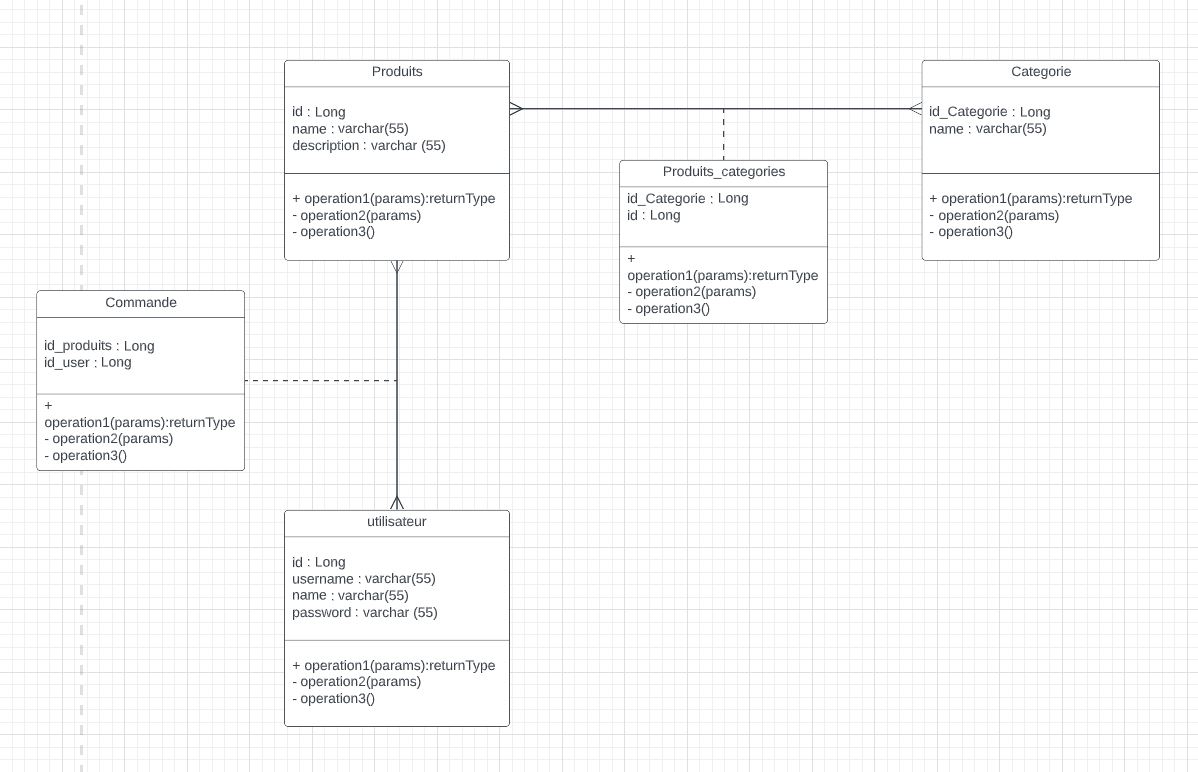 Produits
id : Long
name : varchar(55)
description : varchar (55)
+ operation1(params):returnType
- operation2(params)
- operation3()
Categorie
id_Categorie : Long
name : varchar(55)
+ operation1(params):returnType
- operation2(params)
- operation3()
Produits_categories
id_Categorie : Long
id : Long
+
operation1(params):returnType
- operation2(params)
- operation3()
Commande
id_produits : Long
id_user : Long
+
operation1(params):returnType
- operation2(params)
- operation3()
utilisateur
id : Long
username : varchar(55)
name : varchar(55)
password : varchar (55)
+ operation1(params):returnType
- operation2(params)
- operation3()